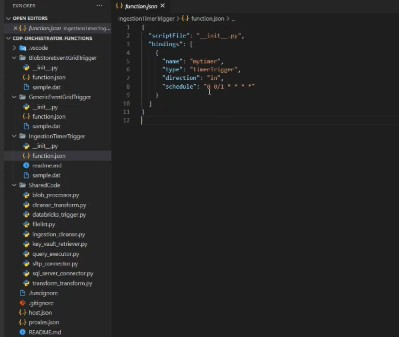 EXPLORER
OPEN EDITORS
function.json IngestionTimerTrig...
CDP-ORCHESTRATOR-FUNCTIONS
.vscode
BlobStoreEventGridTrigger
__init__.py
function.json
sample.dat
GenericEventGridTrigger
__init__.py
function.json
sample.dat
IngestionTimerTrigger
__init__.py
function.json
readme.md
sample.dat
SharedCode
blob_processor.py
cleanse_transform.py
databricks_trigger.py
filelist.py
ingestion_cleanse.py
key_vault_retriever.py
query_executor.py
sftp_connector.py
sql_server_connector.py
transform_transform.py
.funcignore
.gitignore
host.json
proxies.json
README.md
function.json ×
IngestionTimerTrigger > function.json > ...
1 {
2 "scriptFile": "__init__.py",
3 "bindings": [
4 {
5 "name": "mytimer",
6 "type": "timerTrigger",
7 "direction": "in",
8 "schedule": "0 0/1 * * * *"
9 }
10 ]
11 }
12